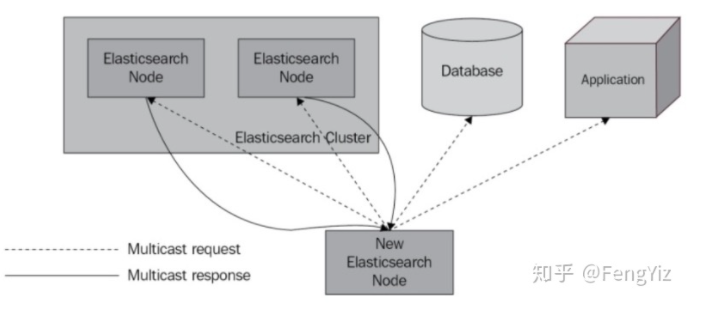 Elasticsearch
Node
Elasticsearch
Node
Database
Application
Elasticsearch Cluster
New
Elasticsearch
Node
Multicast request
Multicast response
知乎 @FengYiz